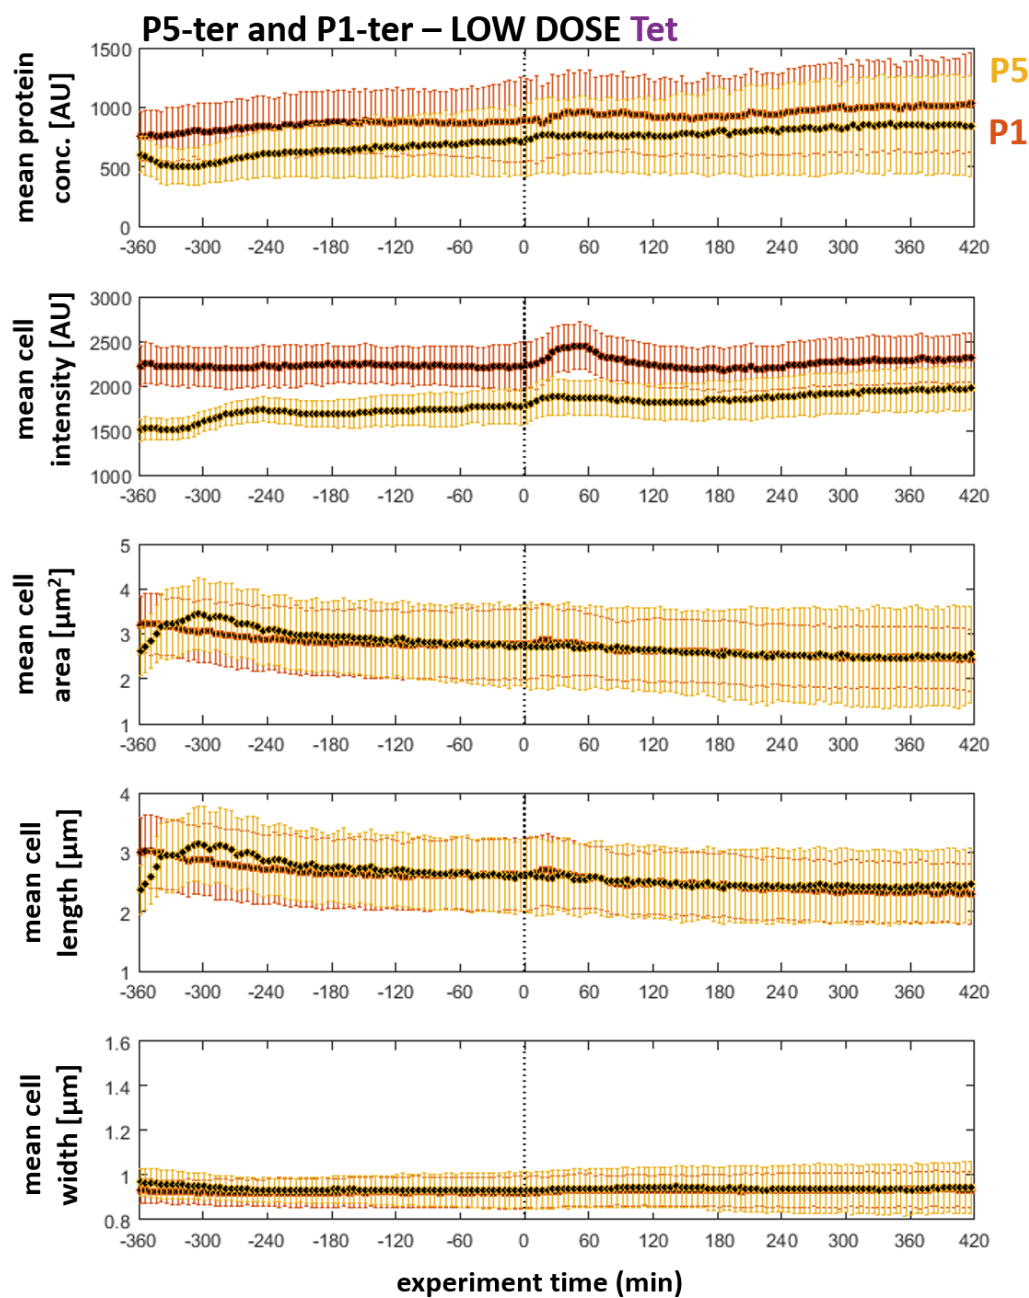 P5-ter and P1-ter – LOW DOSE Tet
P5
P1
mean protein
conc. [AU]
1500
1000
500
0
-360 -300 -240 -180 -120 -60 0 60 120 180 240 300 360 420
mean cell
intensity [AU]
3000
2500
2000
1500
1000
-360 -300 -240 -180 -120 -60 0 60 120 180 240 300 360 420
mean cell
area [µm²]
5
4
3
2
1
-360 -300 -240 -180 -120 -60 0 60 120 180 240 300 360 420
mean cell
length [µm]
4
3
2
1
-360 -300 -240 -180 -120 -60 0 60 120 180 240 300 360 420
mean cell
width [µm]
1.6
1.4
1.2
1
0.8
-360 -300 -240 -180 -120 -60 0 60 120 180 240 300 360 420
experiment time (min)